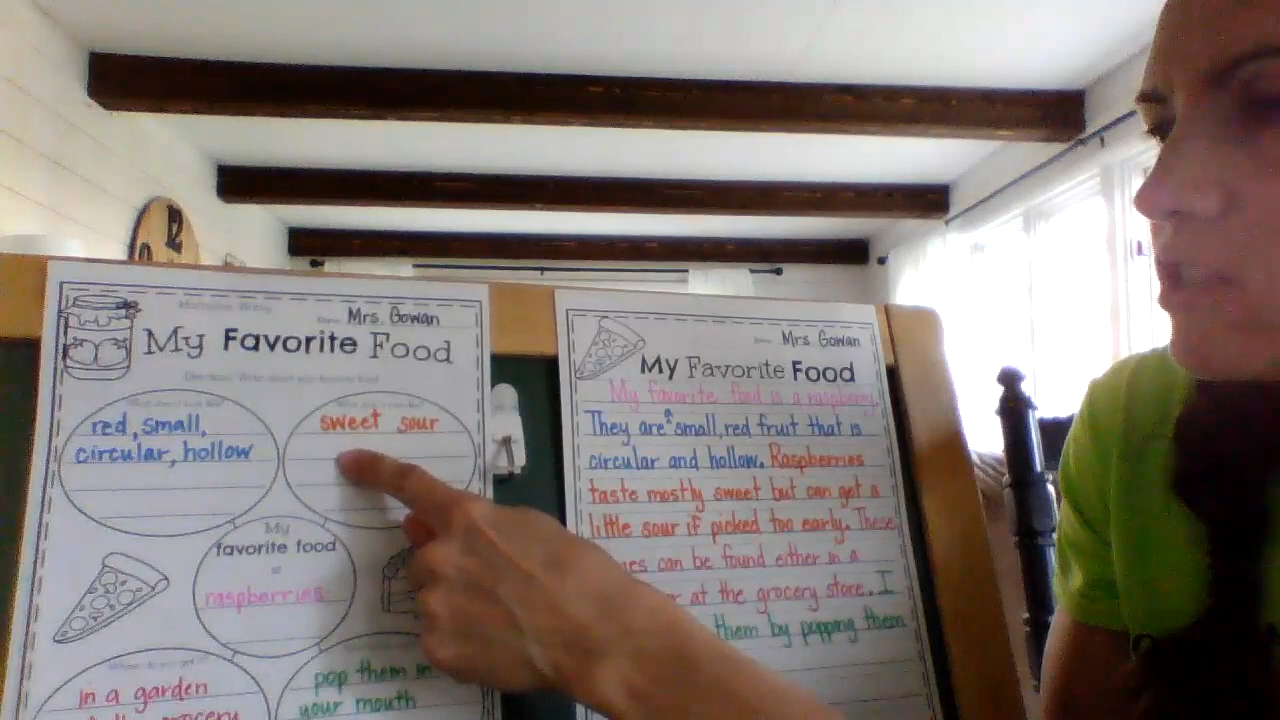 Mrs. Gowan
My Favorite Food
red, small,
circular, hollow
sweet sour
My
favorite food
is
raspberries
in a garden
grocery
pop them in
your mouth
12
Mrs. Gowan
My Favorite Food
My favorite food is a raspberry.
They are a small, red fruit that is
circular and hollow. Raspberries
taste mostly sweet but can get a
little sour if picked too early. These
can be found either in a
at the grocery store. I
them by popping them